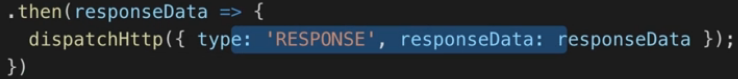 .then(responseData => {
dispatchHttp({ type: 'RESPONSE', responseData: responseData });
})